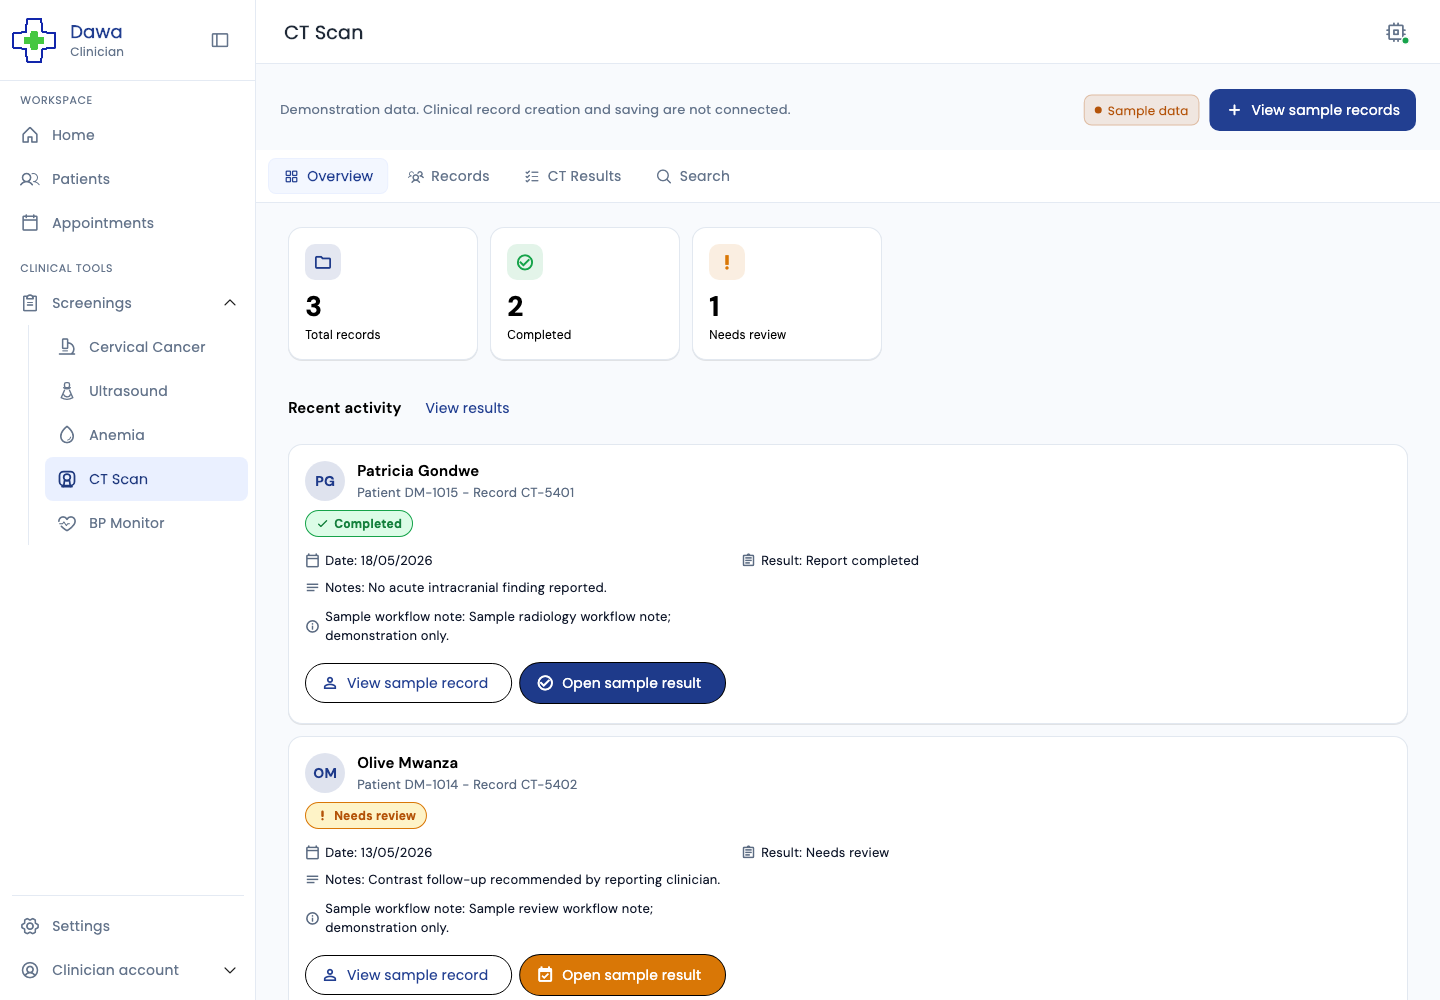 Dawa
Clinician
WORKSPACE
Home
Patients
Appointments
CLINICAL TOOLS
Screenings
Cervical Cancer
Ultrasound
Anemia
CT Scan
BP Monitor
Settings
Clinician account
CT Scan
Demonstration data. Clinical record creation and saving are not connected.
Sample data
View sample records
Overview
Records
CT Results
Search
3
Total records
2
Completed
1
Needs review
Recent activity
View results
PG
Patricia Gondwe
Patient DM-1015 - Record CT-5401
Completed
Date: 18/05/2026
Result: Report completed
Notes: No acute intracranial finding reported.
Sample workflow note: Sample radiology workflow note;
demonstration only.
View sample record
Open sample result
OM
Olive Mwanza
Patient DM-1014 - Record CT-5402
Needs review
Date: 13/05/2026
Result: Needs review
Notes: Contrast follow-up recommended by reporting clinician.
Sample workflow note: Sample review workflow note;
demonstration only.
View sample record
Open sample result